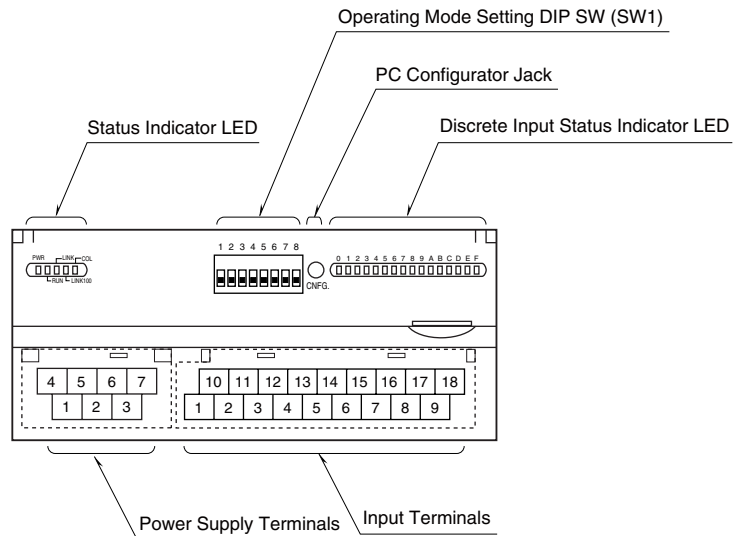 Operating Mode Setting DIP SW (SW1)
PC Configurator Jack
Status Indicator LED
Discrete Input Status Indicator LED
1 2 3 4 5 6 7 8
PWR LINK COL
RUN LINK100
CNFG.
0 1 2 3 4 5 6 7 8 9 A B C D E F
4 5 6 7
1 2 3
10 11 12 13 14 15 16 17 18
1 2 3 4 5 6 7 8 9
Power Supply Terminals
Input Terminals